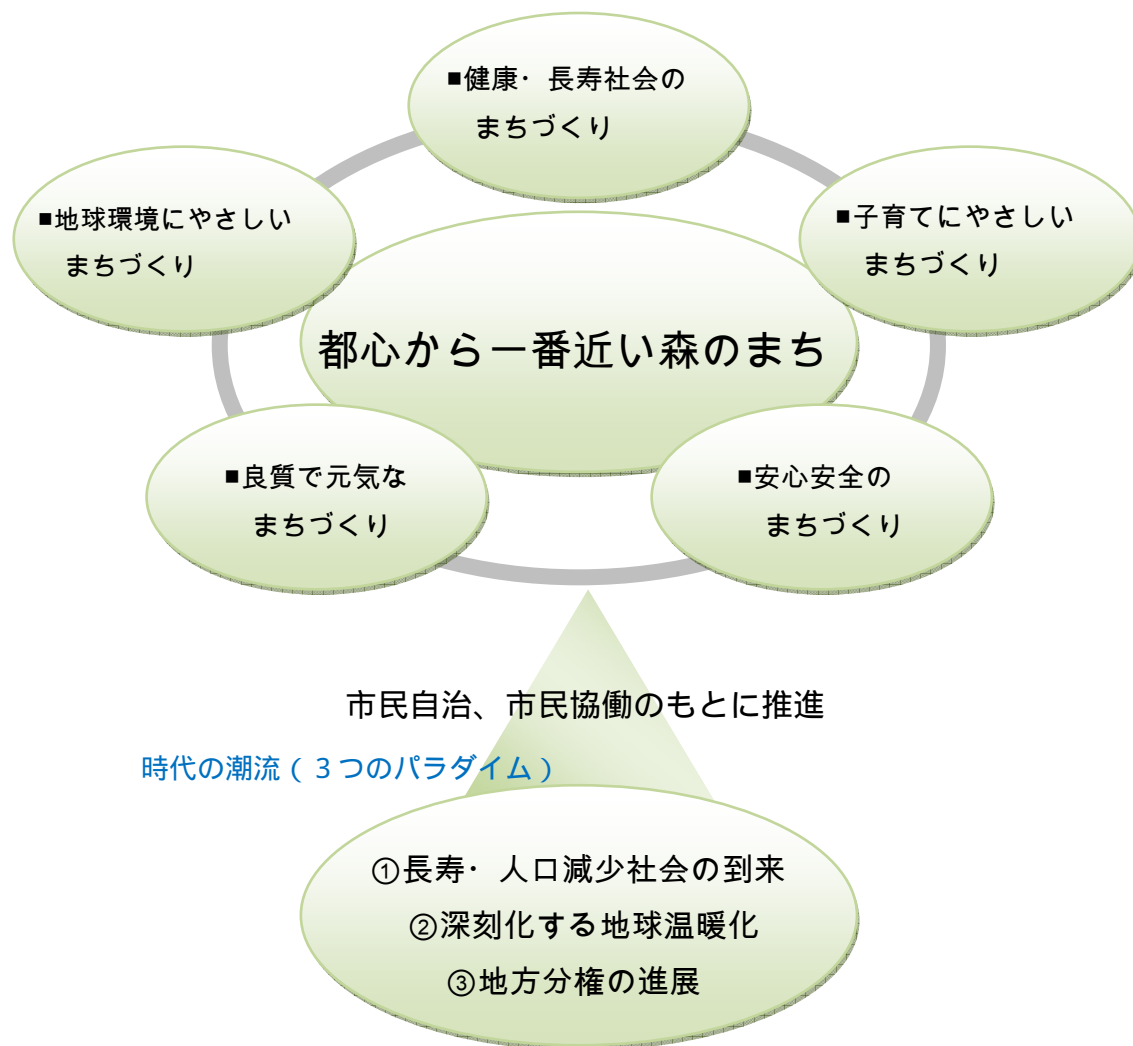 ■健康・長寿社会の
まちづくり
■地球環境にやさしい
まちづくり
■子育てにやさしい
まちづくり
都心から一番近い森のまち
■良質で元気な
まちづくり
■安心安全の
まちづくり
市民自治、市民協働のもとに推進
時代の潮流(3つのパラダイム)
①長寿・人口減少社会の到来
②深刻化する地球温暖化
③地方分権の進展